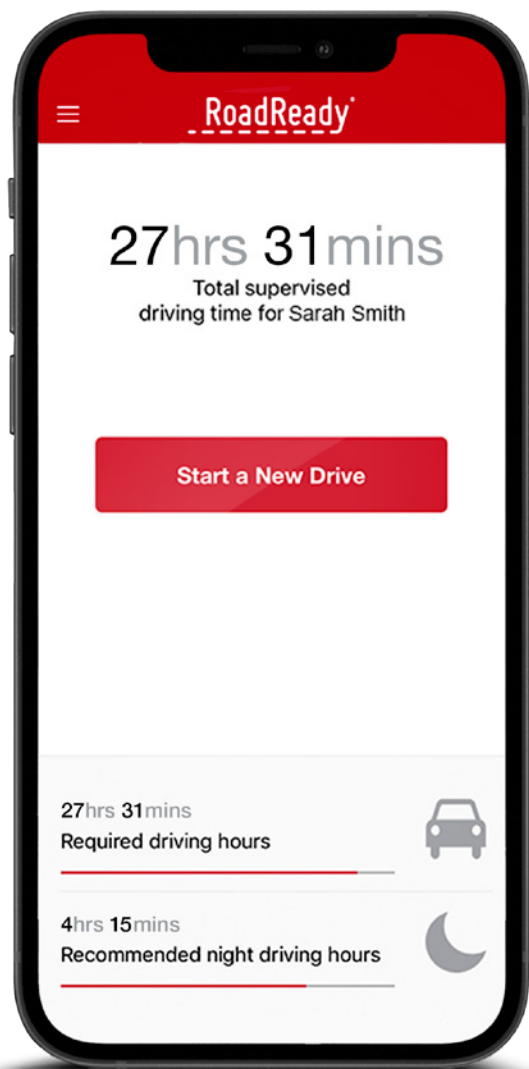 RoadReady®
27hrs 31mins
Total supervised
driving time for Sarah Smith
Start a New Drive
27hrs 31mins
Required driving hours
4hrs 15mins
Recommended night driving hours